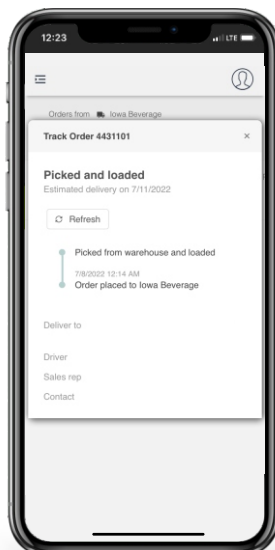 12:23
LTE
Orders from Iowa Beverage
Track Order 4431101 ×
Picked and loaded
Estimated delivery on 7/11/2022
Refresh
Picked from warehouse and loaded
7/8/2022 12:14 AM
Order placed to Iowa Beverage
Deliver to
Driver
Sales rep
Contact